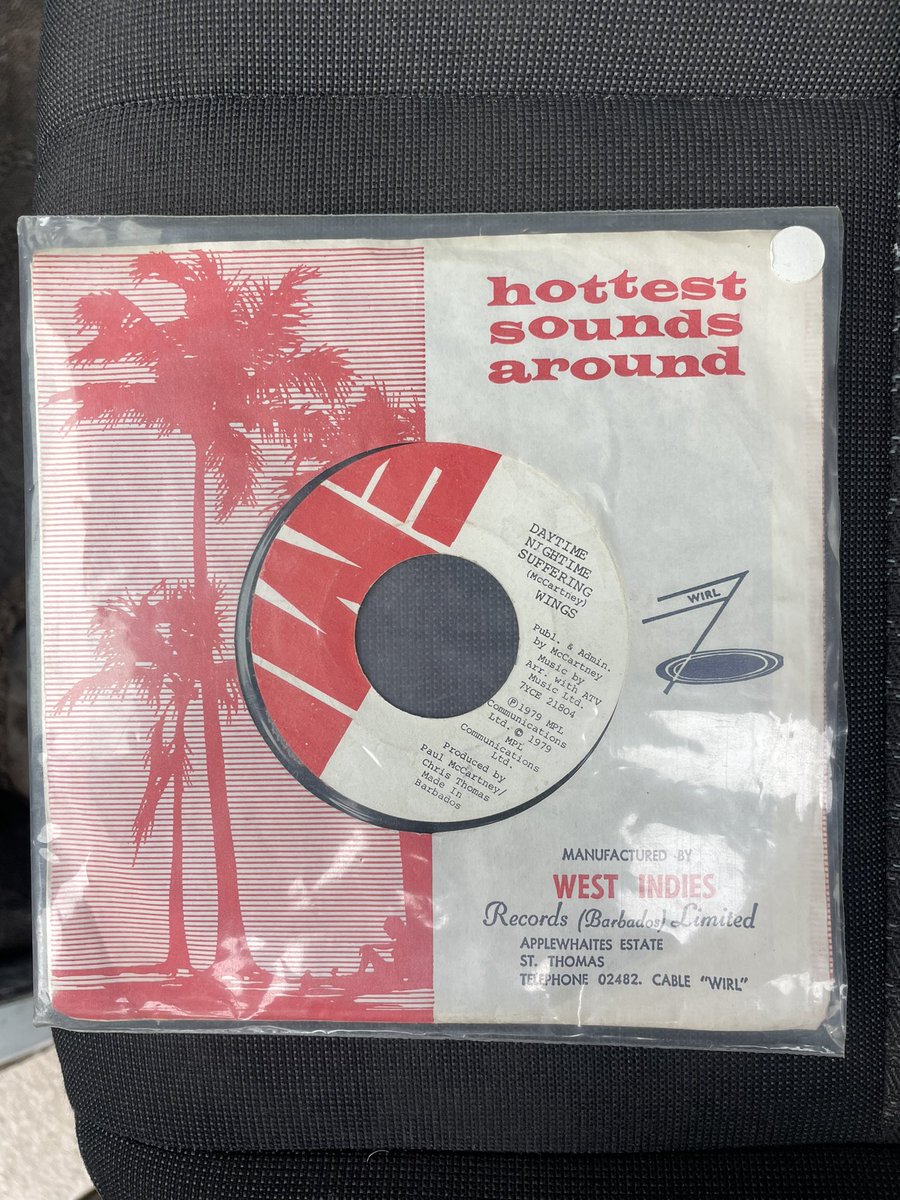 hottest
sounds
around
DAYTIME
NIGHTIME
SUFFERING
(McCartney)
WINGS
Publ. & Admin.
by McCartney
Music by ATV
Arr. with
Music Ltd.
7YCE 21804
℗1979 MPL
Communications
Ltd. © 1979
MPL
Communications
Ltd.
Produced by
Paul McCartney/
Chris Thomas
Made In
Barbados
WIRL
MANUFACTURED BY
WEST INDIES
Records (Barbados) Limited
APPLEWHAITES ESTATE
ST. THOMAS
TELEPHONE 02482. CABLE "WIRL"